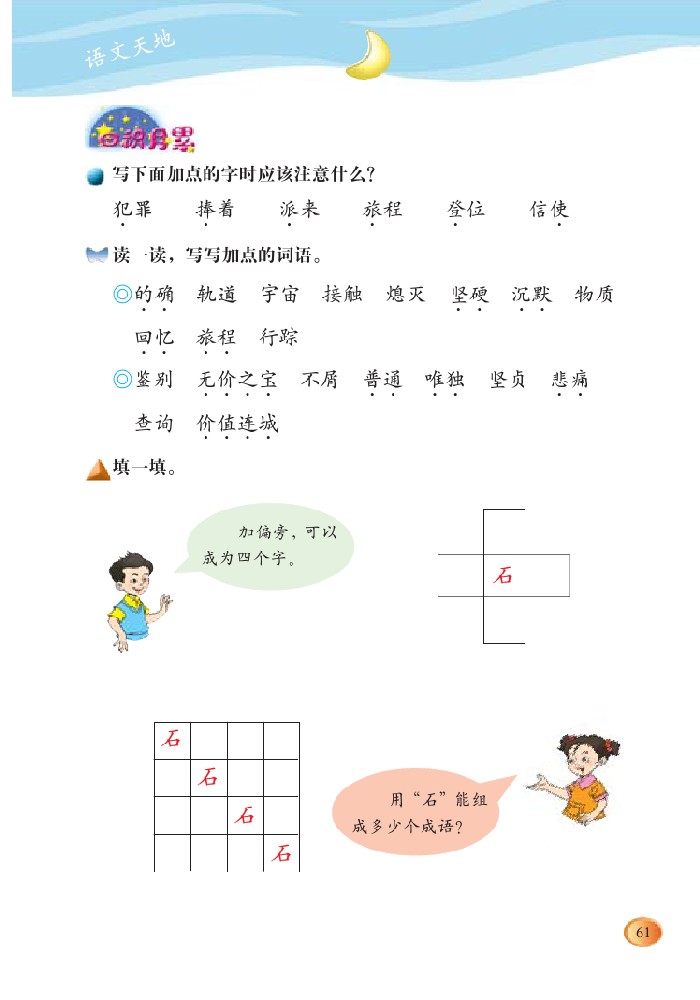 语文天地
日积月累
写下面加点的字时应该注意什么？
犯罪 捧着 派来 旅程 登位 信使
读一读，写写加点的词语。
◎的确 轨道 宇宙 接触 熄灭 坚硬 沉默 物质
回忆 旅程 行踪
◎鉴别 无价之宝 不屑 普通 唯独 坚贞 悲痛
查询 价值连城
填一填。
加偏旁，可以
成为四个字。
石
石
石
石
石
用“石”能组
成多少个成语？
61